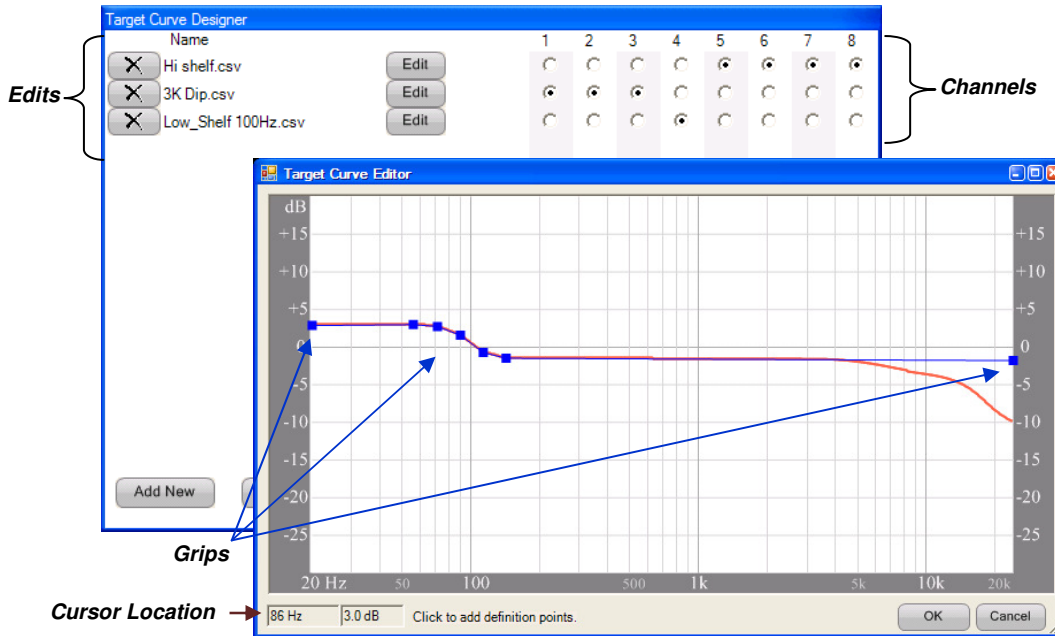 Target Curve Designer
Name 1 2 3 4 5 6 7 8
Hi shelf.csv Edit
3K Dip.csv Edit
Low_Shelf 100Hz.csv Edit
Edits
Channels
Target Curve Editor
dB
+15 +15
+10 +10
+5 +5
0 0
-5 -5
-10 -10
-15 -15
-20 -20
-25 -25
20 Hz 50 100 500 1k 5k 10k 20k
Add New
Grips
Cursor Location
86 Hz 3.0 dB Click to add definition points. OK Cancel